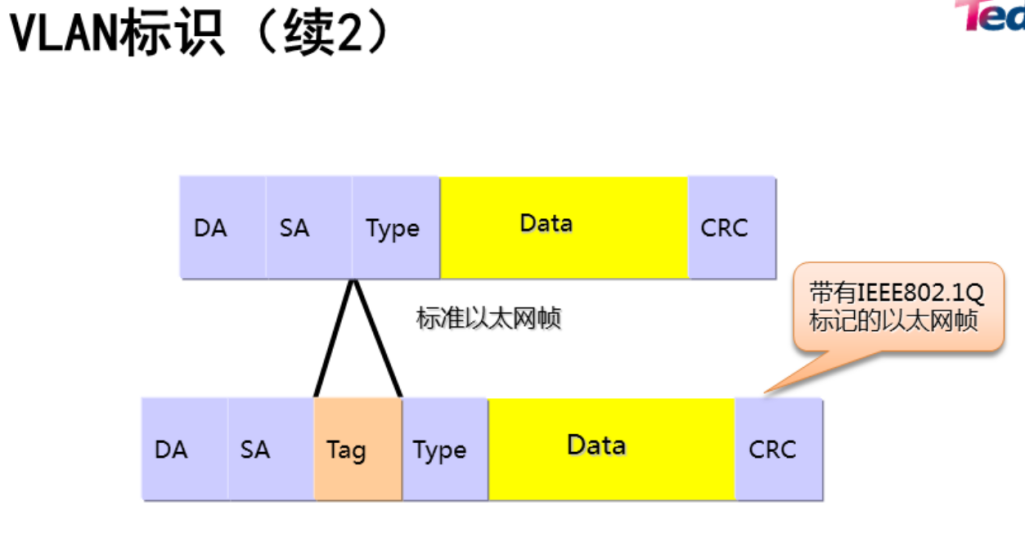 VLAN标识（续2）
Ted
DA SA Type Data CRC
标准以太网帧
带有IEEE802.1Q
标记的以太网帧
DA SA Tag Type Data CRC